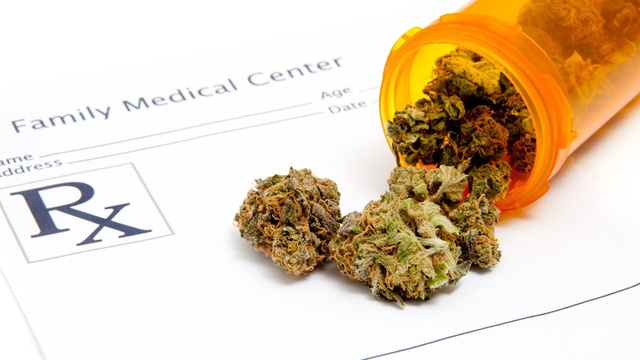 Family Medical Center
Age
ame
Date
ddress
Rx